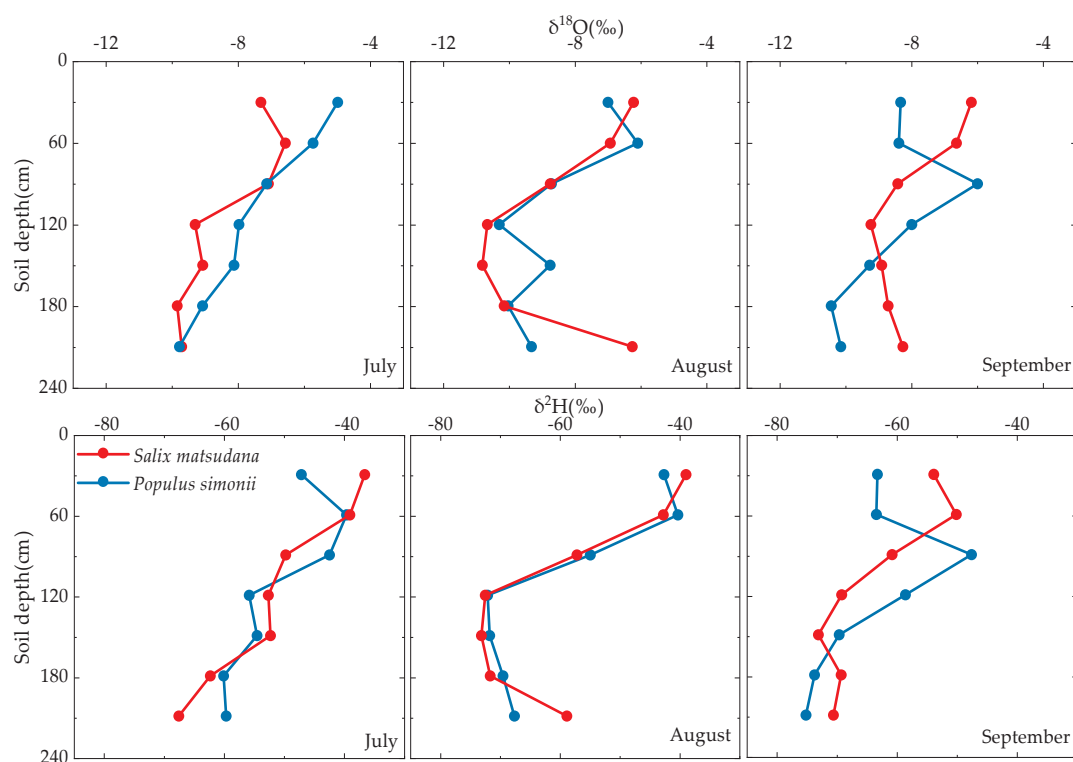 δ¹⁸O(‰)
-12 -8 -4 -12 -10 -8 -6 -4 -12 -8 -4
0
60
120
180
240
Soil depth(cm)
July August September
δ²H(‰)
-80 -60 -40 -80 -60 -40 -80 -60 -40
0
60
120
180
240
Soil depth(cm)
Salix matsudana
Populus simonii
July August September